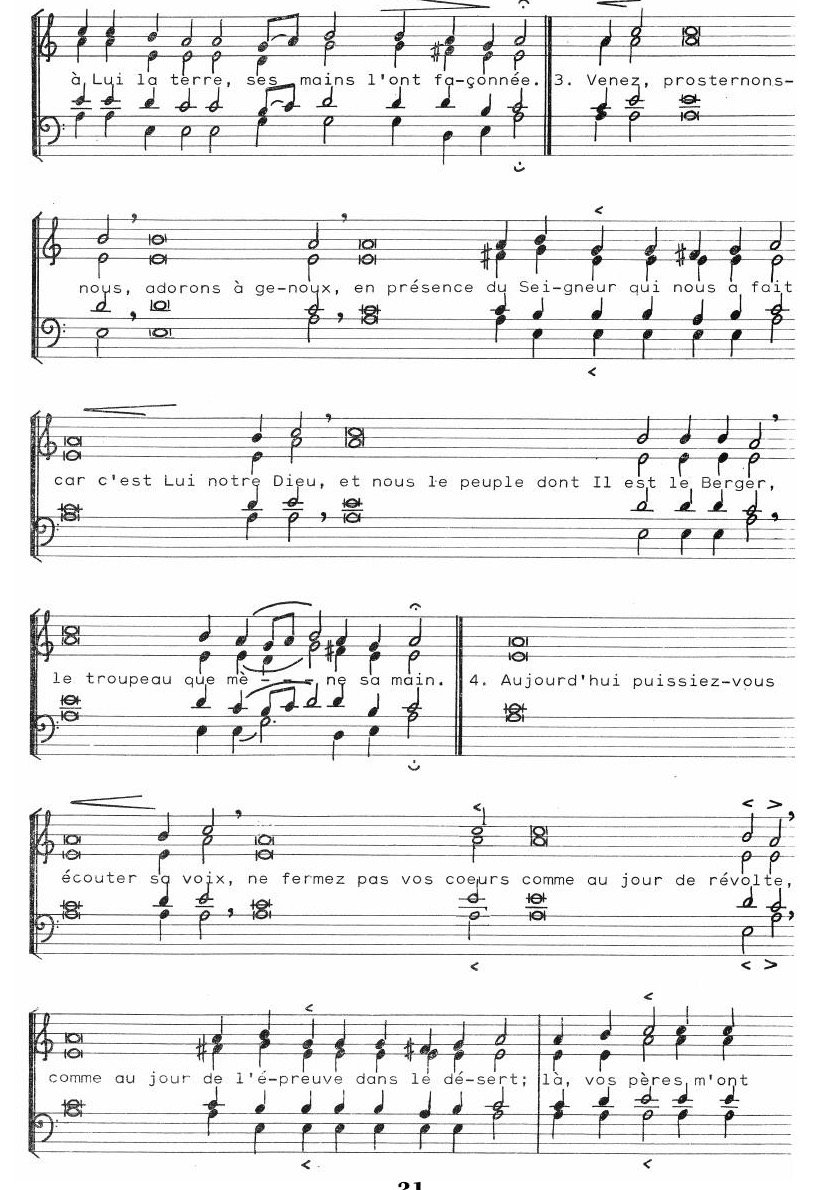 à Lui la terre, ses mains l'ont fa-çonnée. 3. Venez, prosternons-
nous, adorons à ge-noux, en présence du Sei-gneur qui nous a fait
car c'est Lui notre Dieu, et nous le peuple dont Il est le Berger,
le troupeau que mè - - - ne sa main. 4. Aujourd'hui puissiez-vous
écouter sa voix, ne fermez pas vos coeurs comme au jour de révolte,
comme au jour de l'é-preuve dans le dé-sert; là, vos pères m'ont
31